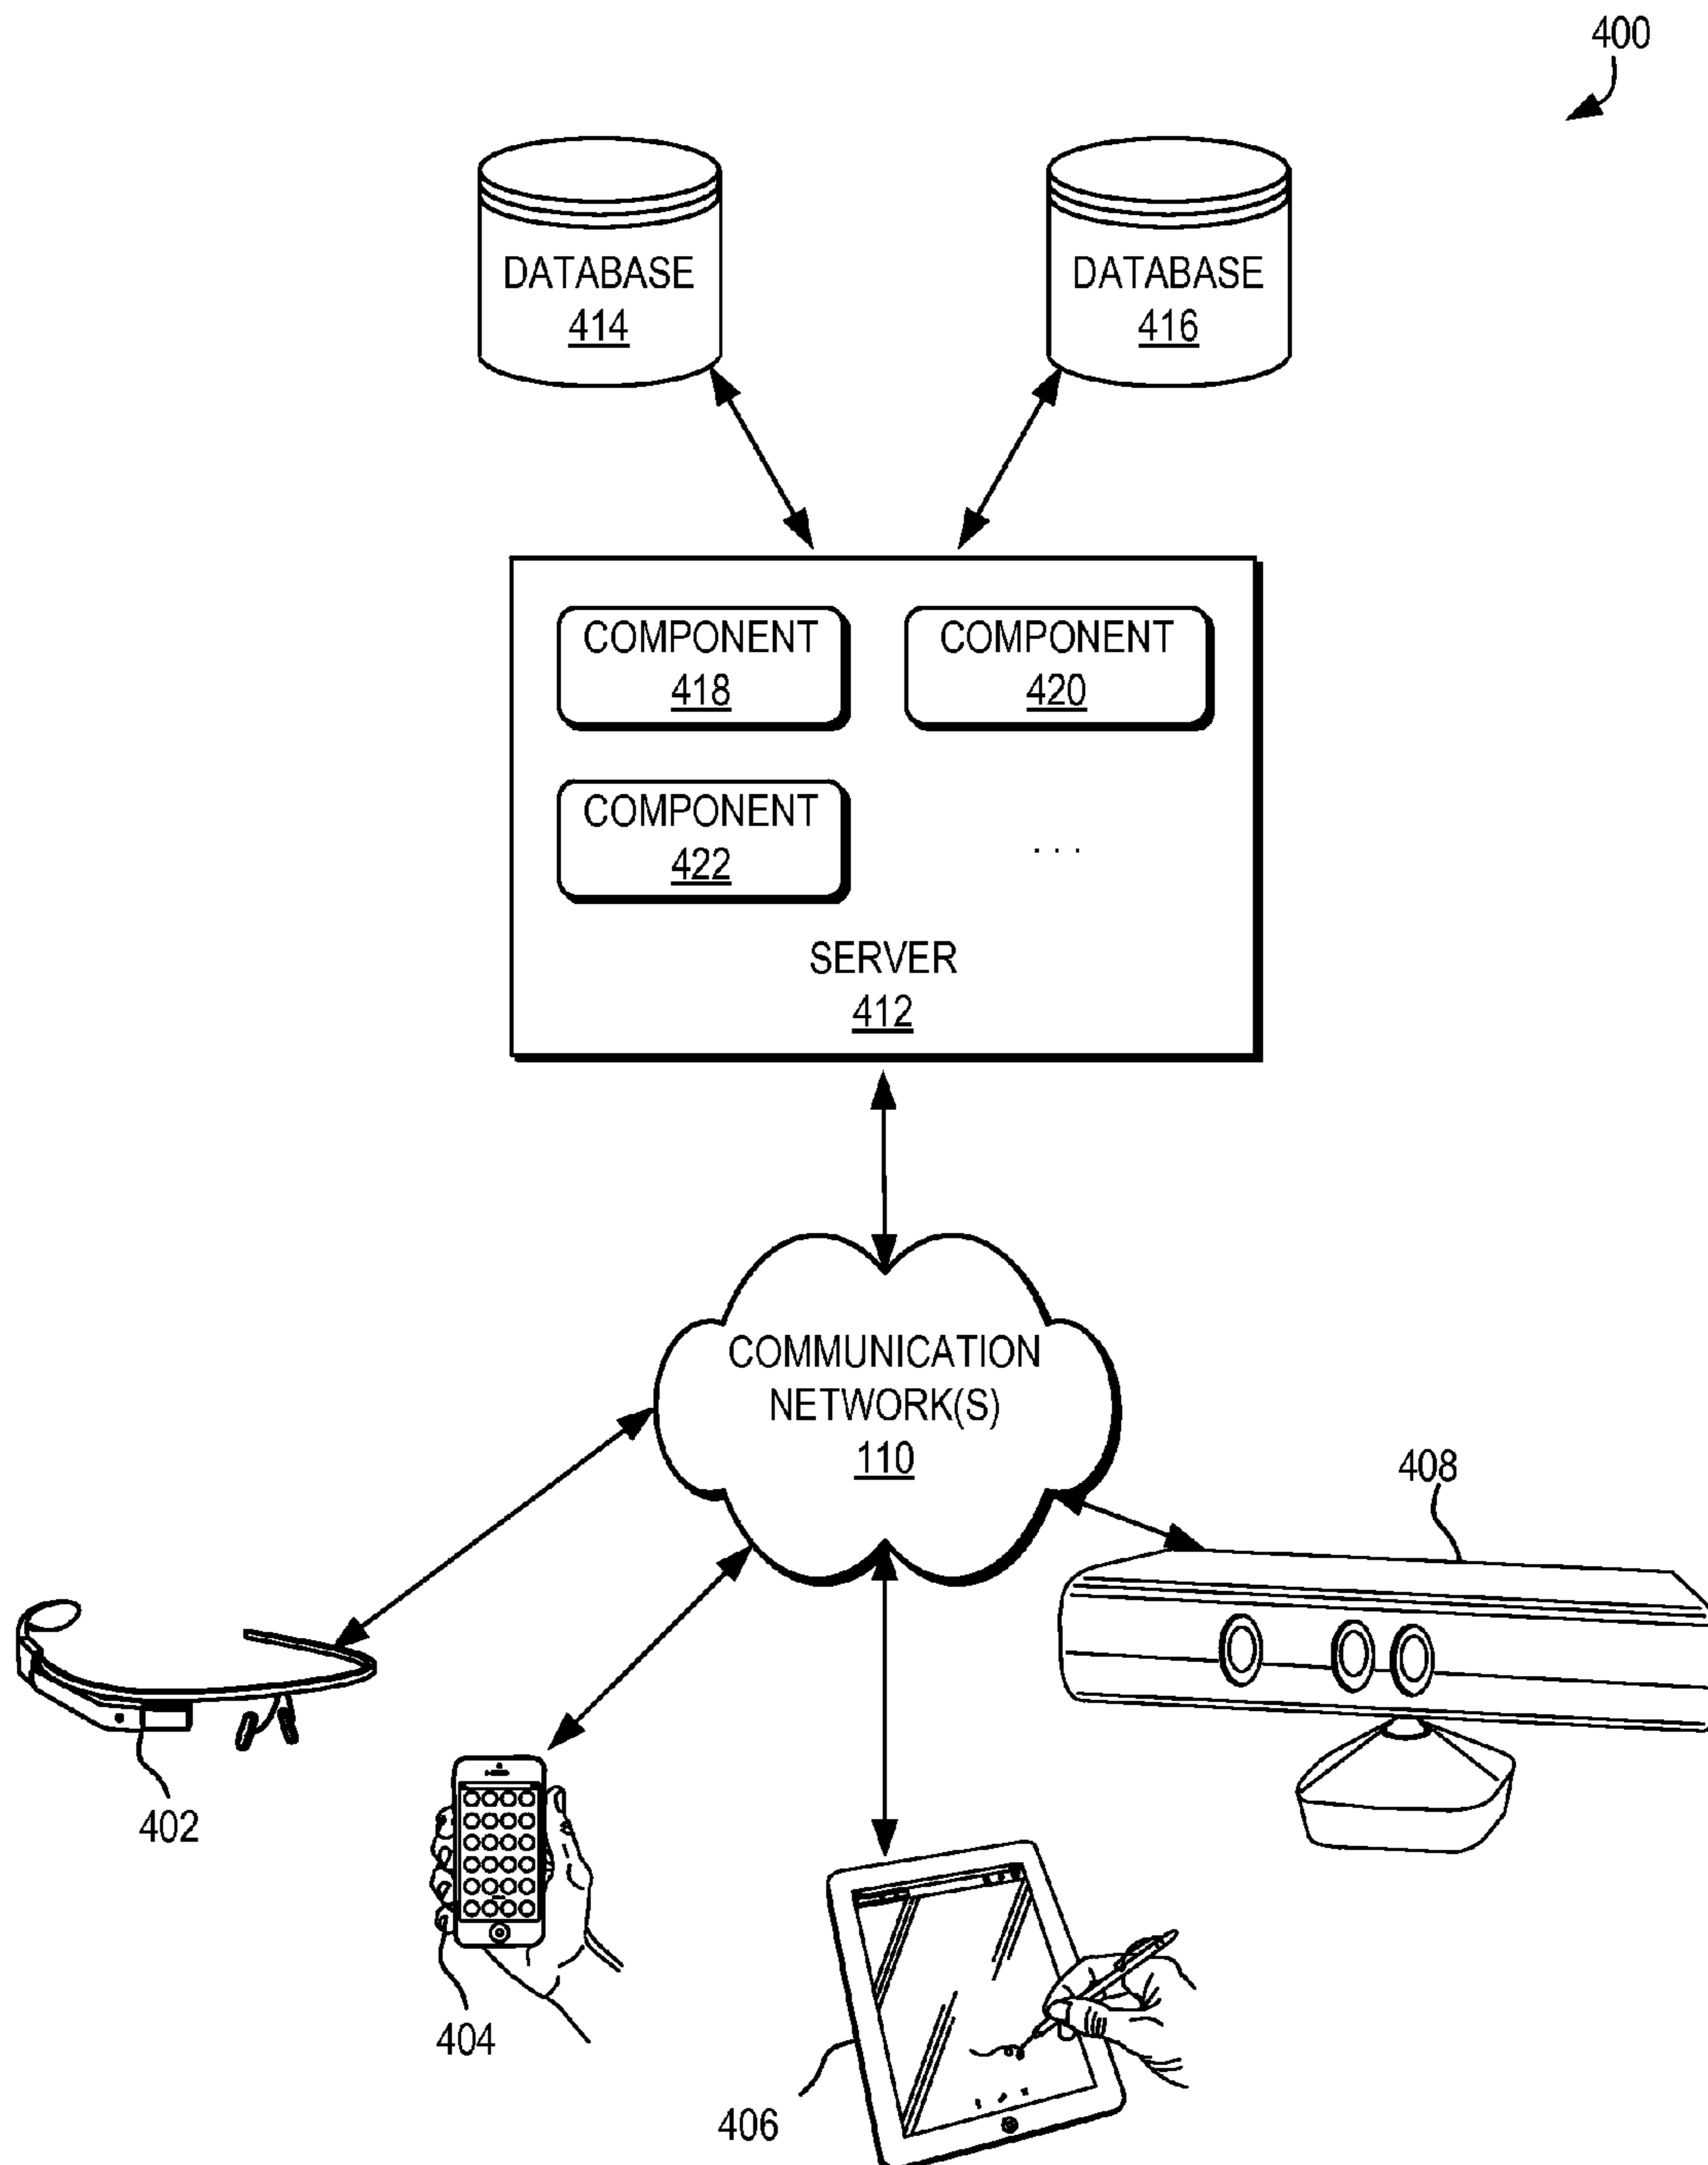 400
DATABASE
414
DATABASE
416
COMPONENT
418
COMPONENT
420
COMPONENT
422
. . .
SERVER
412
COMMUNICATION
NETWORK(S)
110
408
402
404
406